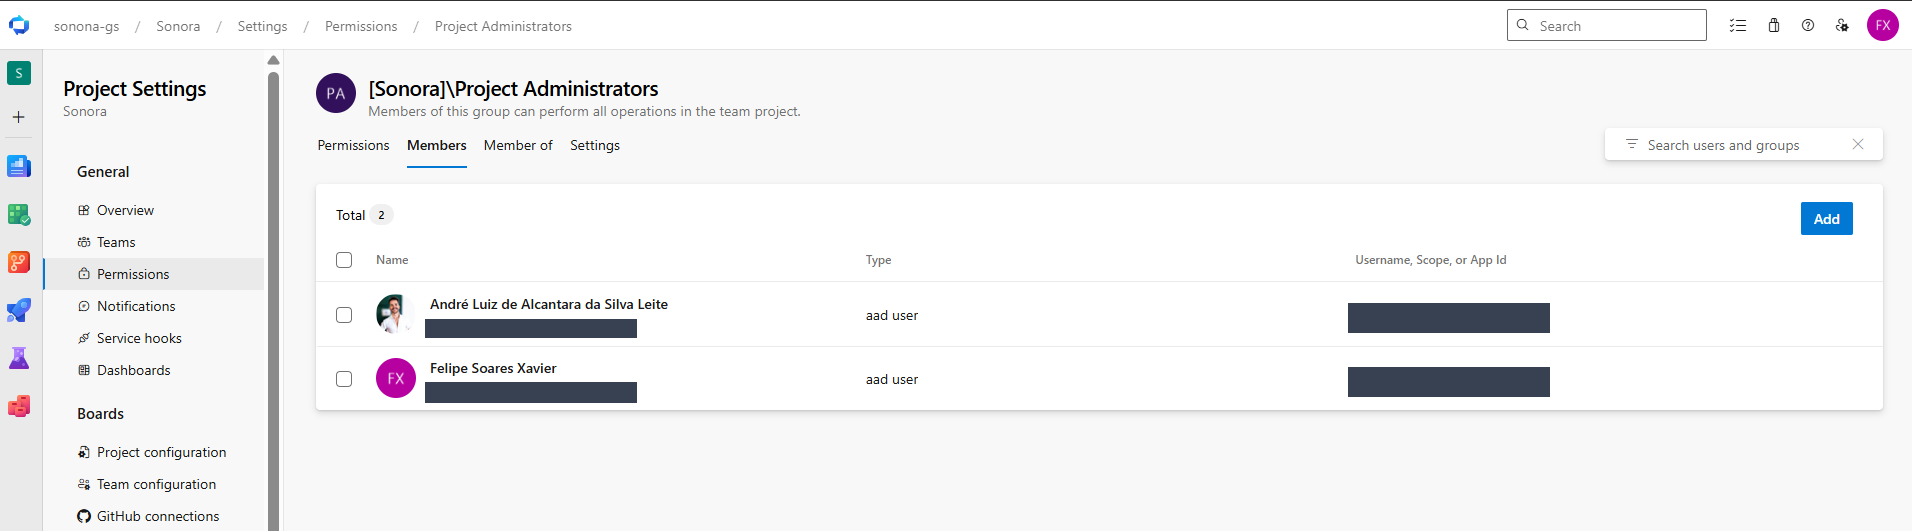 sonona-gs / Sonora / Settings / Permissions / Project Administrators
Search
FX
S
Project Settings
Sonora
General
Overview
Teams
Permissions
Notifications
Service hooks
Dashboards
Boards
Project configuration
Team configuration
GitHub connections
PA
[Sonora]\Project Administrators
Members of this group can perform all operations in the team project.
Permissions Members Member of Settings
Search users and groups
Total 2
Add
Name Type Username, Scope, or App Id
André Luiz de Alcantara da Silva Leite
aad user
FX
Felipe Soares Xavier
aad user